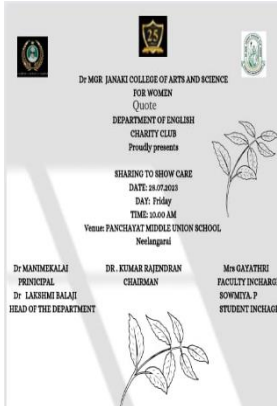 25
Dr MGR JANAKI COLLEGE OF ARTS AND SCIENCE
FOR WOMEN
Quote
DEPARTMENT OF ENGLISH
CHARITY CLUB
Proudly presents
SHARING TO SHOW CARE
DATE: 28.07.2023
DAY: Friday
TIME: 10.00 AM
Venue: PANCHAYAT MIDDLE UNION SCHOOL
Neelangarai
Dr MANIMEKALAI
PRINICIPAL
Dr LAKSHMI BALAJI
HEAD OF THE DEPARTMENT
DR. KUMAR RAJENDRAN
CHAIRMAN
Mrs GAYATHRI
FACULTY INCHARGE
SOWMIYA. P
STUDENT INCHAGE